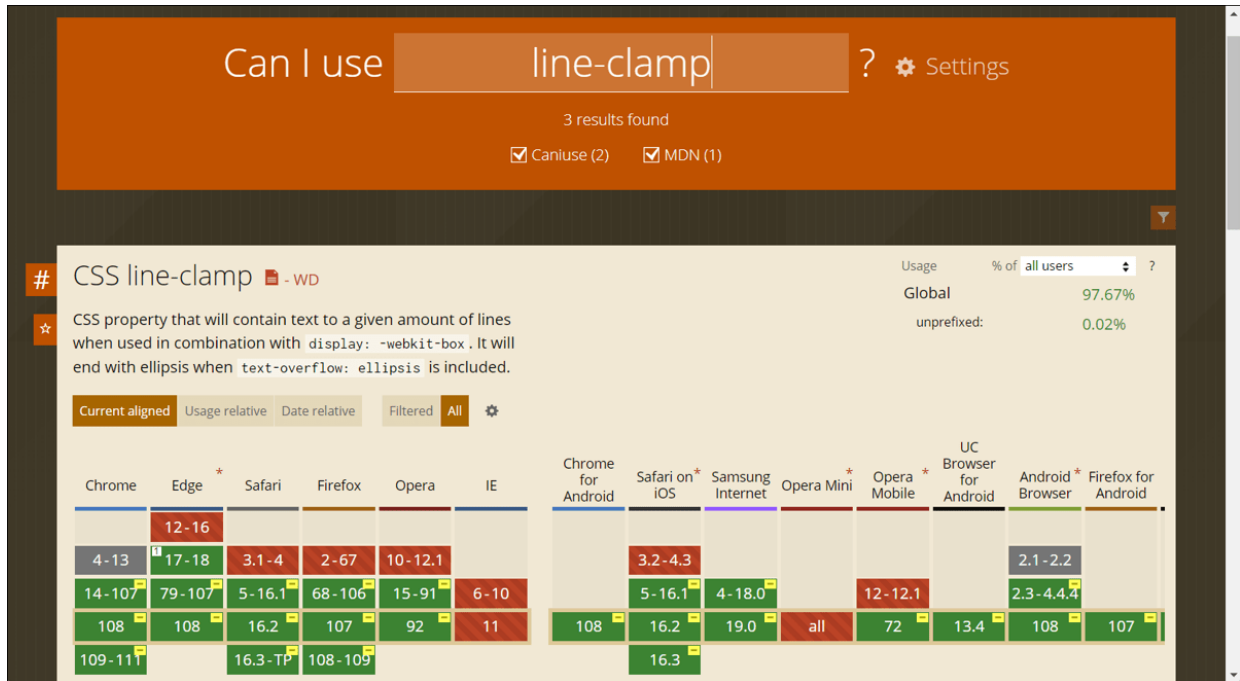 Can I use line-clamp ? Settings
3 results found
Caniuse (2) MDN (1)
# CSS line-clamp - WD
Usage % of all users ?
Global 97.67%
unprefixed: 0.02%
CSS property that will contain text to a given amount of lines
when used in combination with display: -webkit-box. It will
end with ellipsis when text-overflow: ellipsis is included.
Current aligned Usage relative Date relative Filtered All
Chrome Edge * Safari Firefox Opera IE
Chrome for Android Safari on iOS * Samsung Internet Opera Mini * Opera Mobile * UC Browser for Android Android Browser * Firefox for Android
12-16
4-13 1 17-18 3.1-4 2-67 10-12.1 3.2-4.3 2.1-2.2
14-107 79-107 5-16.1 68-106 15-91 6-10 5-16.1 4-18.0 12-12.1 2.3-4.4.4
108 108 16.2 107 92 11 108 16.2 19.0 all 72 13.4 108 107
109-111 16.3-TP 108-109 16.3